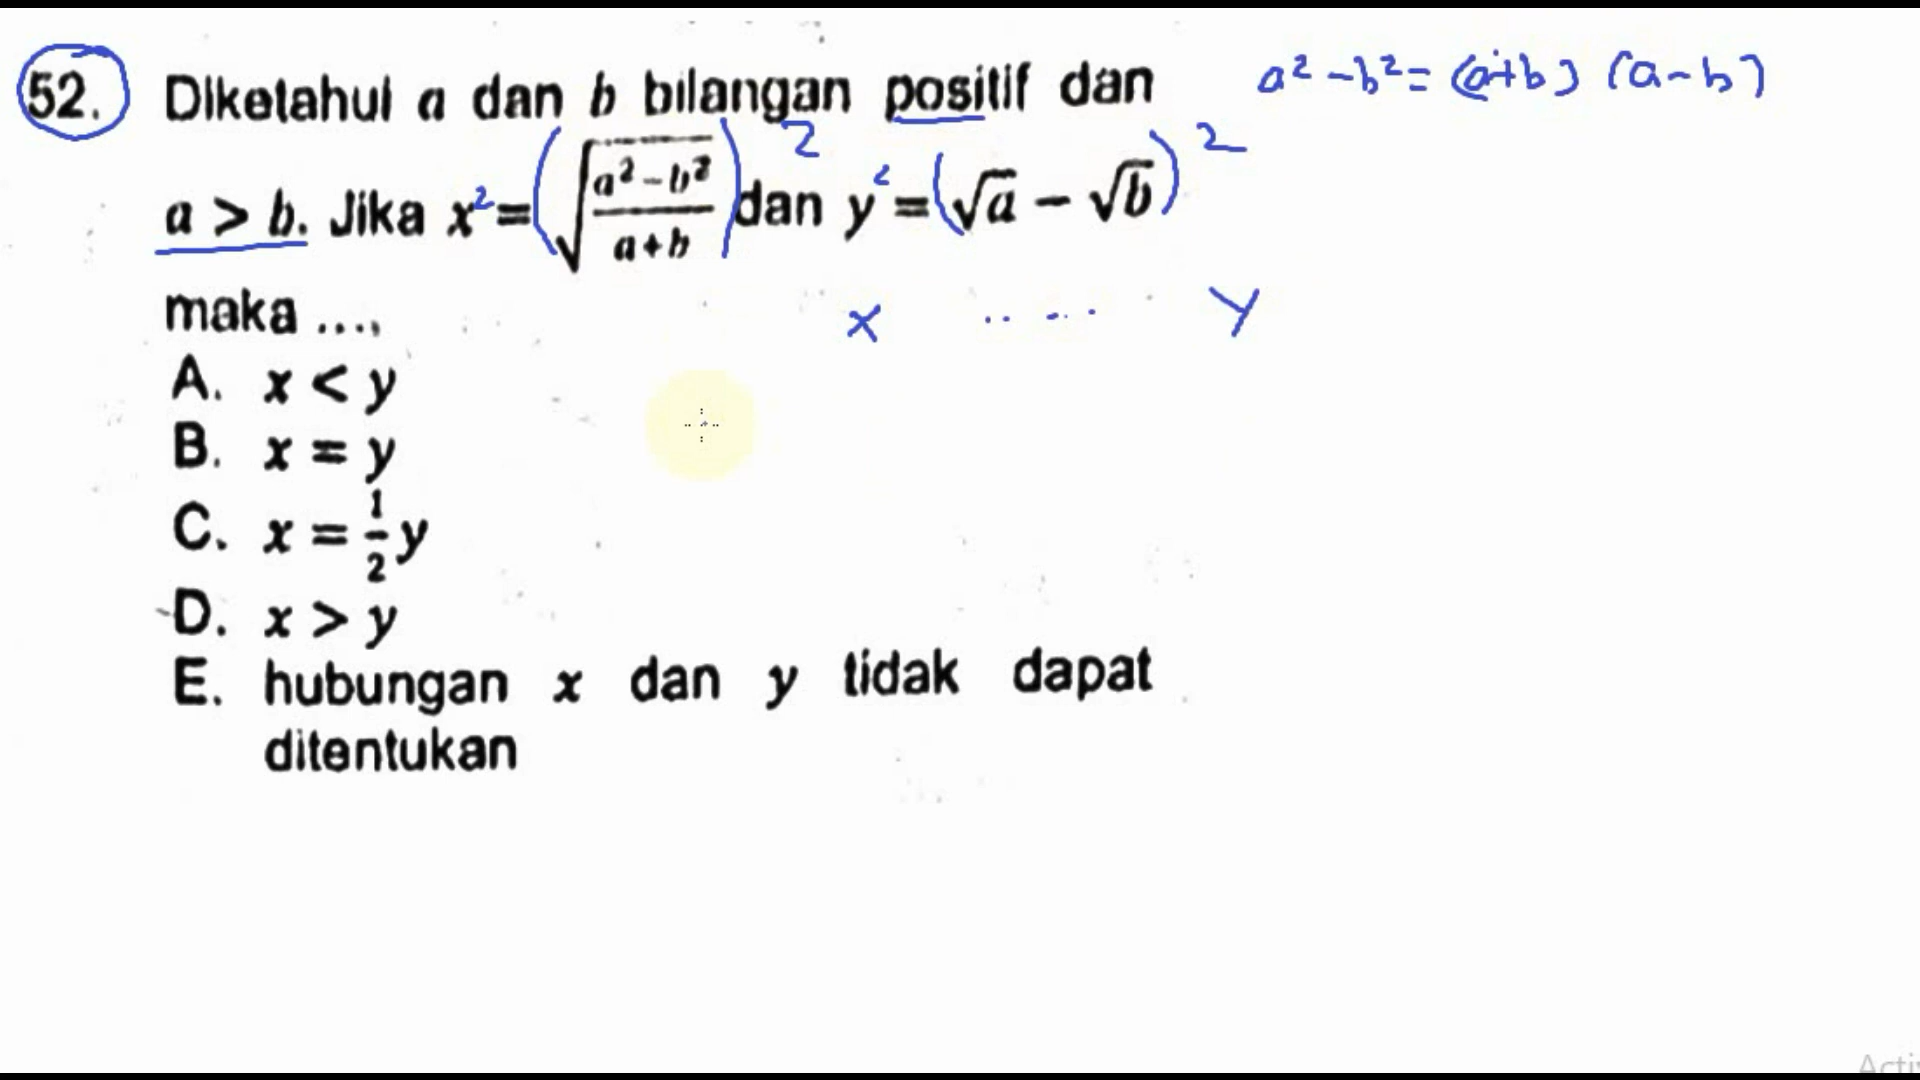 52. Diketahui a dan b bilangan positif dan a² - b² = (a+b) (a-b)
a > b. Jika x² = (√((a² - b²)/(a+b)))² dan y² = (√a - √b)²
maka ....
x ..... y
A. x < y
B. x = y
C. x = 1/2 y
D. x > y
E. hubungan x dan y tidak dapat
ditentukan